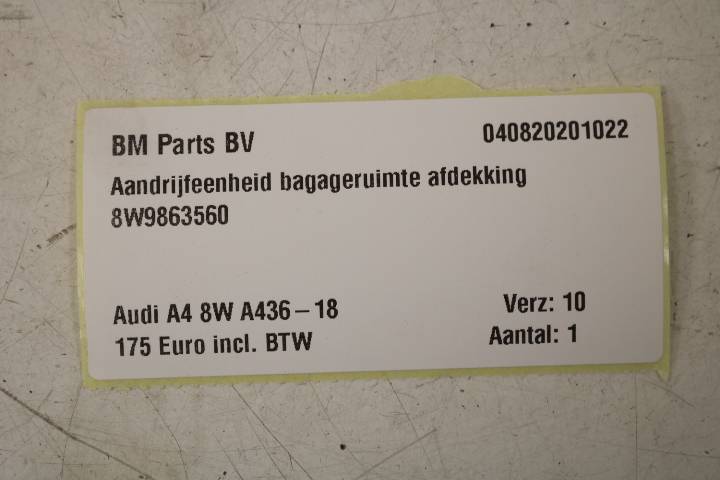 BM Parts BV 040820201022
Aandrijfeenheid bagageruimte afdekking
8W9863560
Audi A4 8W A436-18 Verz: 10
175 Euro incl. BTW Aantal: 1